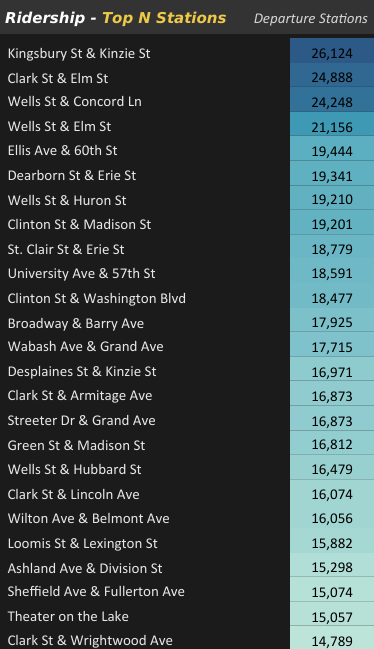 Ridership - Top N Stations Departure Stations
Kingsbury St & Kinzie St 26,124
Clark St & Elm St 24,888
Wells St & Concord Ln 24,248
Wells St & Elm St 21,156
Ellis Ave & 60th St 19,444
Dearborn St & Erie St 19,341
Wells St & Huron St 19,210
Clinton St & Madison St 19,201
St. Clair St & Erie St 18,779
University Ave & 57th St 18,591
Clinton St & Washington Blvd 18,477
Broadway & Barry Ave 17,925
Wabash Ave & Grand Ave 17,715
Desplaines St & Kinzie St 16,971
Clark St & Armitage Ave 16,873
Streeter Dr & Grand Ave 16,873
Green St & Madison St 16,812
Wells St & Hubbard St 16,479
Clark St & Lincoln Ave 16,074
Wilton Ave & Belmont Ave 16,056
Loomis St & Lexington St 15,882
Ashland Ave & Division St 15,298
Sheffield Ave & Fullerton Ave 15,074
Theater on the Lake 15,057
Clark St & Wrightwood Ave 14,789